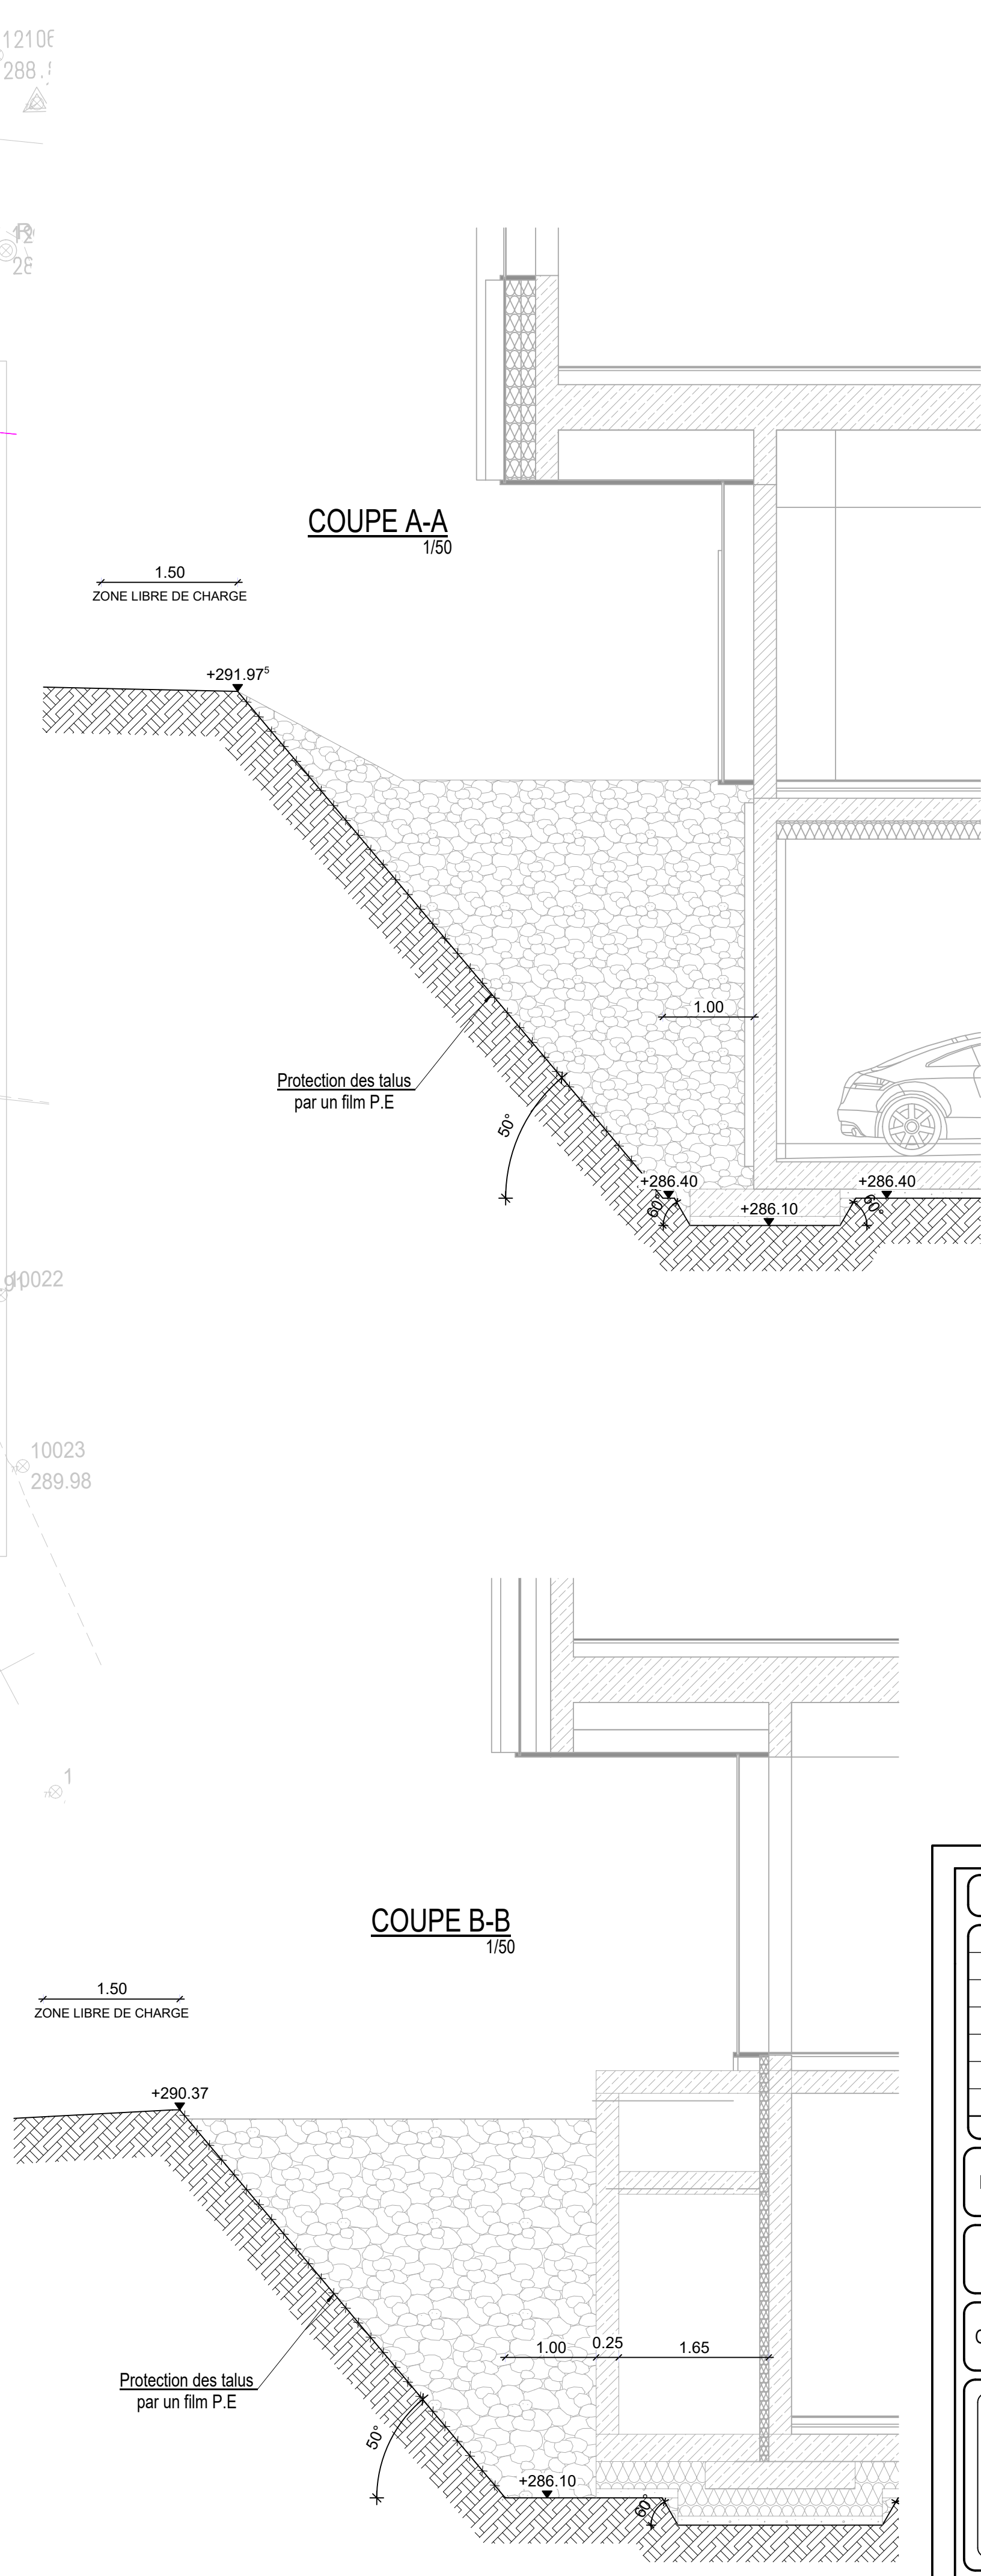 COUPE A-A
1/50
1.50
ZONE LIBRE DE CHARGE
+291.97⁵
1.00
Protection des talus
par un film P.E
50°
+286.40
+286.40
60°
+286.10
60°
10022
10023
289.98
COUPE B-B
1/50
1.50
ZONE LIBRE DE CHARGE
+290.37
1.00
0.25
1.65
Protection des talus
par un film P.E
50°
+286.10
60°